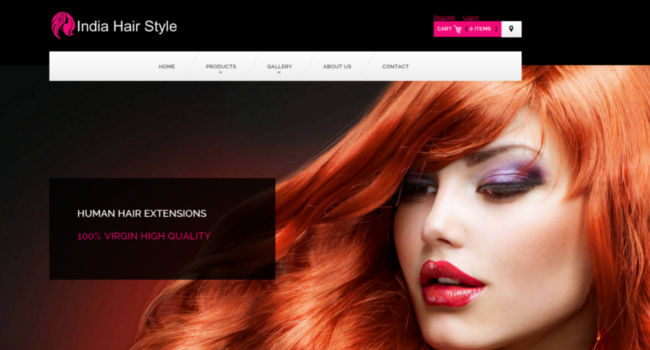 India Hair Style
Register Log in
CART ( 0 ITEMS )
HOME PRODUCTS GALLERY ABOUT US CONTACT
HUMAN HAIR EXTENSIONS
100% VIRGIN HIGH QUALITY